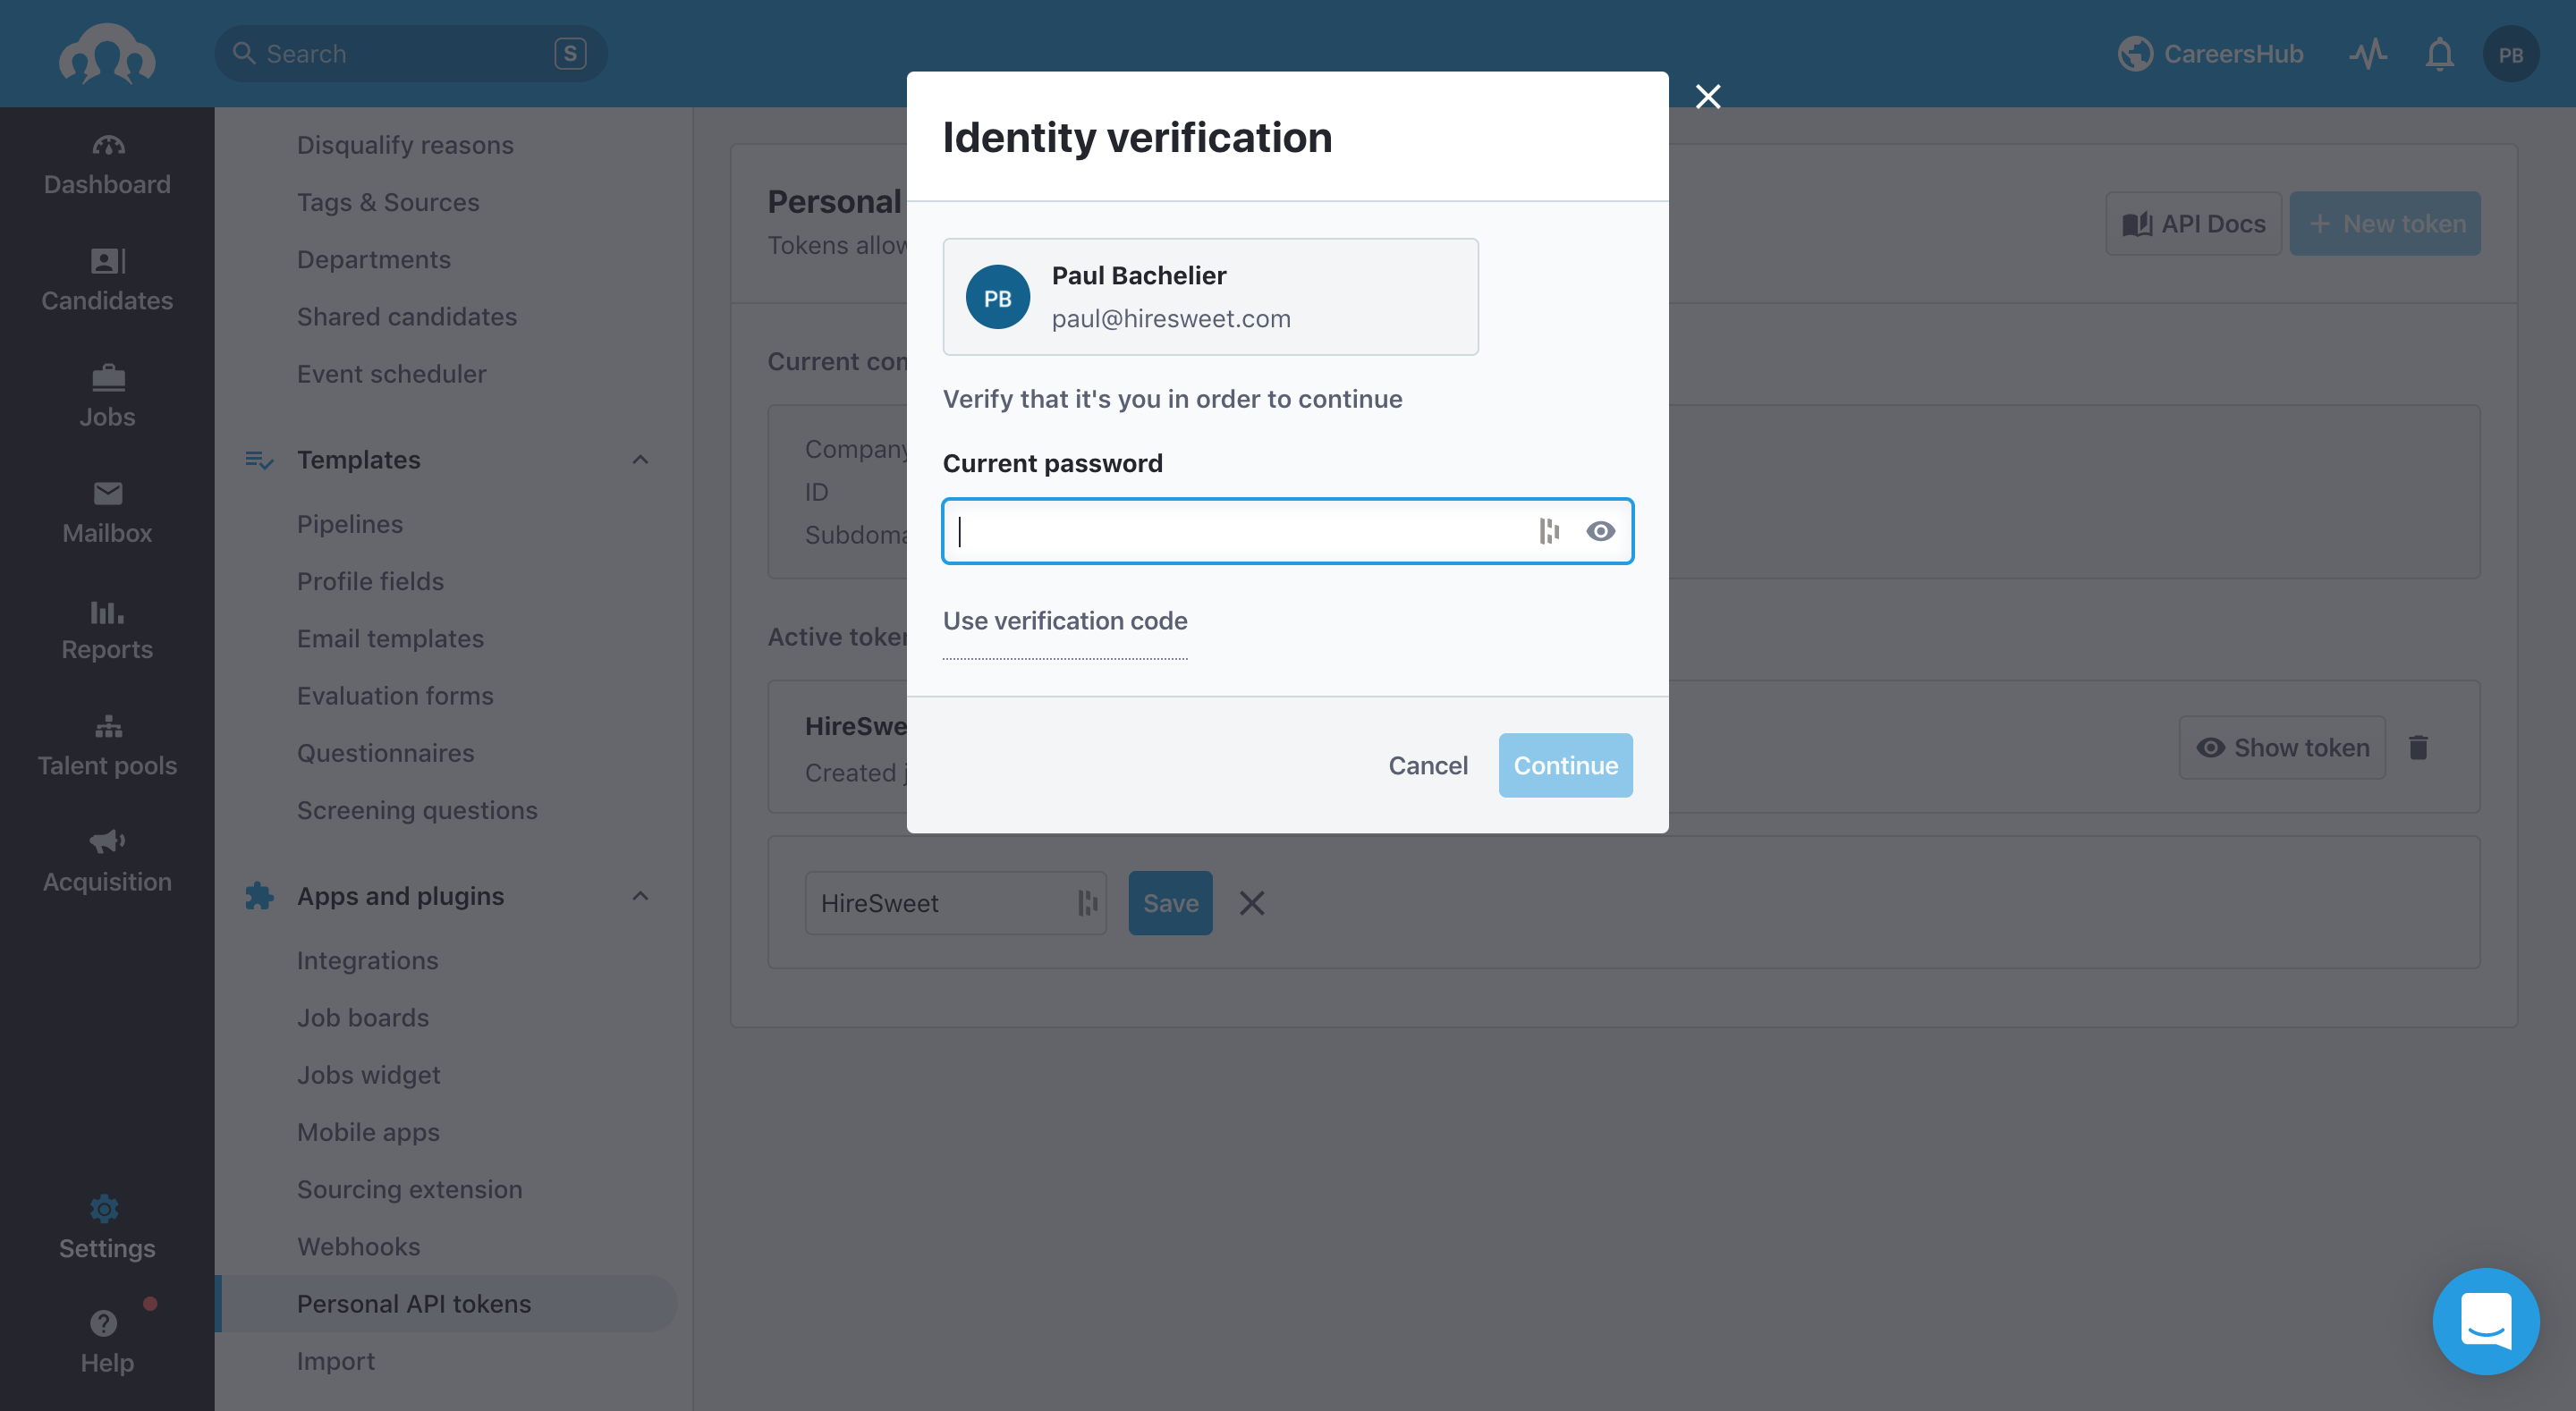 Search
S
CareersHub
PB
Dashboard
Candidates
Jobs
Mailbox
Reports
Talent pools
Acquisition
Settings
Help
Disqualify reasons
Tags & Sources
Departments
Shared candidates
Event scheduler
Templates
Pipelines
Profile fields
Email templates
Evaluation forms
Questionnaires
Screening questions
Apps and plugins
Integrations
Job boards
Jobs widget
Mobile apps
Sourcing extension
Webhooks
Personal API tokens
Import
Personal
Tokens allow
API Docs
New token
Current com
Company
ID
Subdoma
Active token
HireSwee
Created j
Show token
HireSweet
Save
Identity verification
PB
Paul Bachelier
paul@hiresweet.com
Verify that it's you in order to continue
Current password
Use verification code
Cancel
Continue